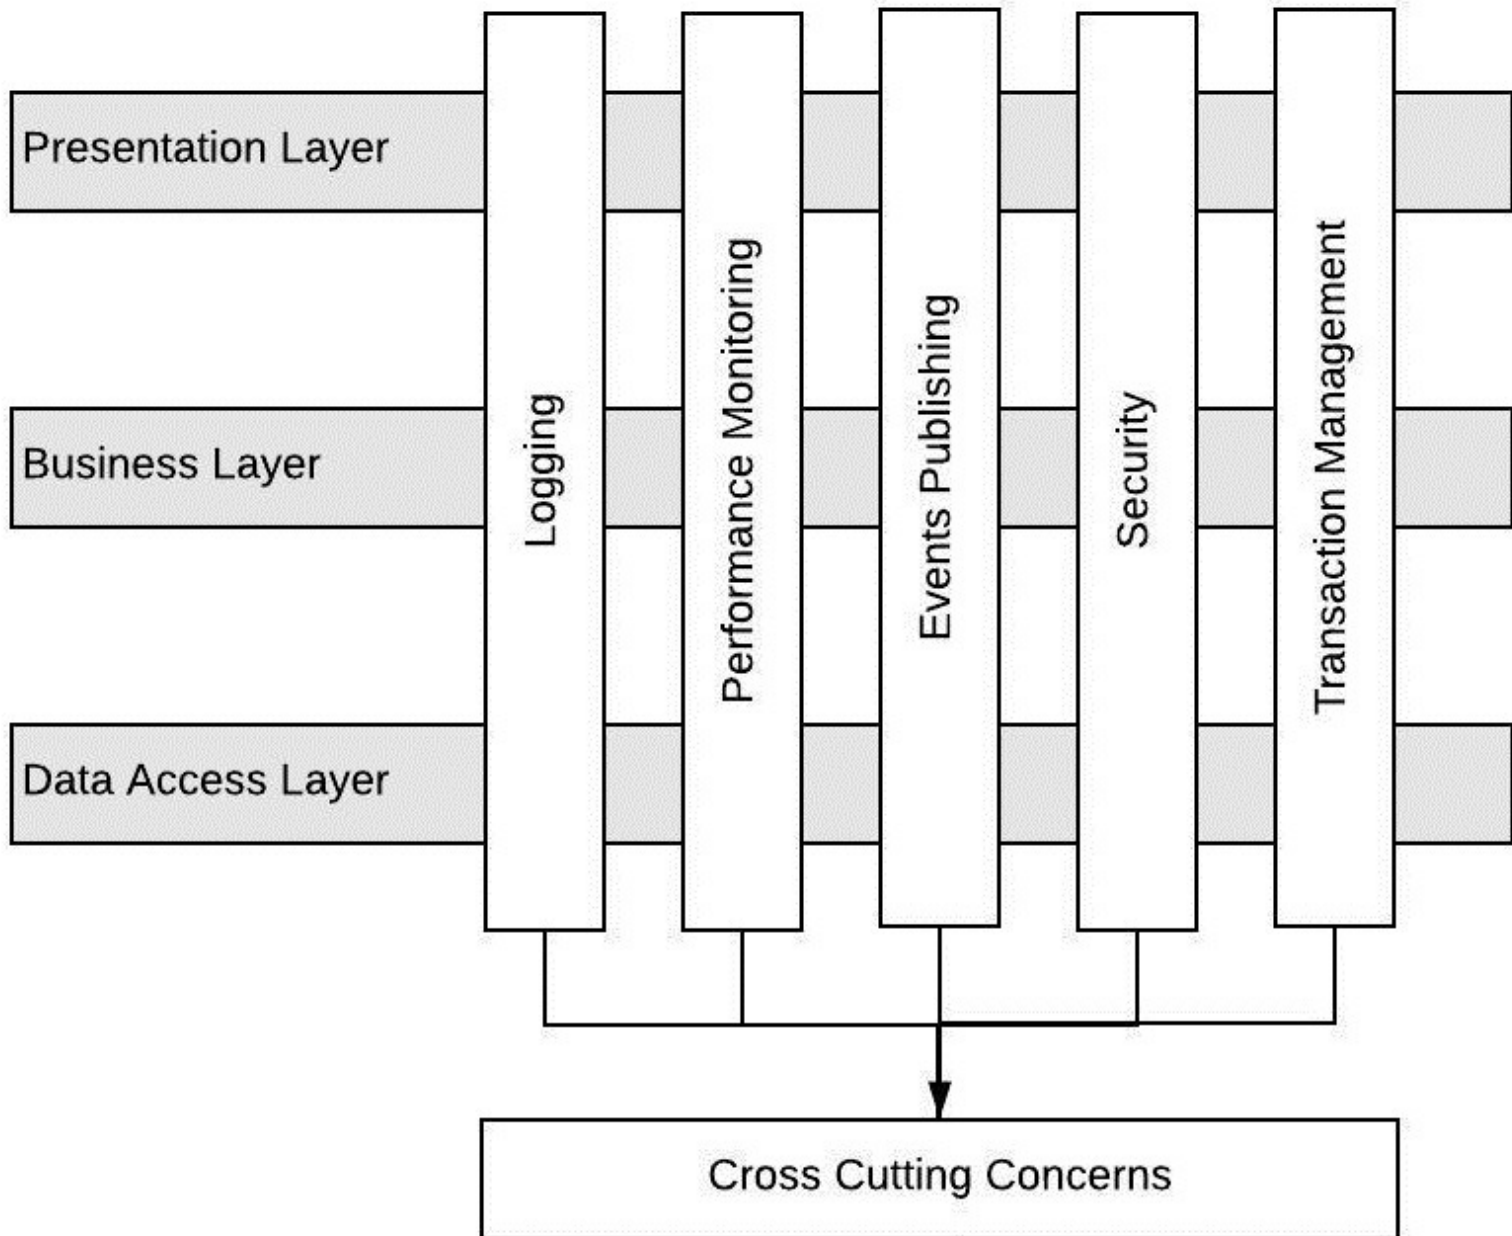 Presentation Layer
Business Layer
Data Access Layer
Logging
Performance Monitoring
Events Publishing
Security
Transaction Management
Cross Cutting Concerns